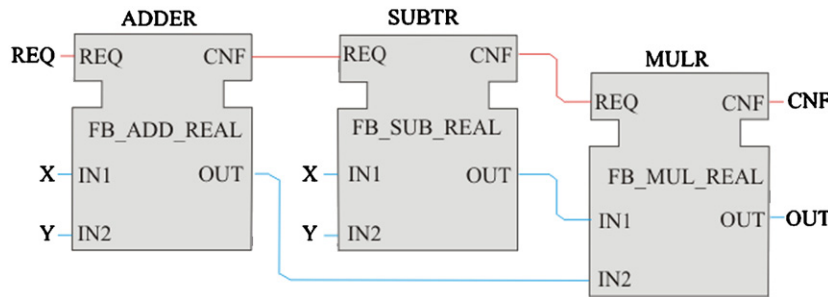 ADDER
REQ REQ CNF
FB_ADD_REAL
X IN1 OUT
Y IN2
SUBTR
REQ CNF
FB_SUB_REAL
X IN1 OUT
Y IN2
MULR
REQ CNF CNF
FB_MUL_REAL
IN1 OUT OUT
IN2